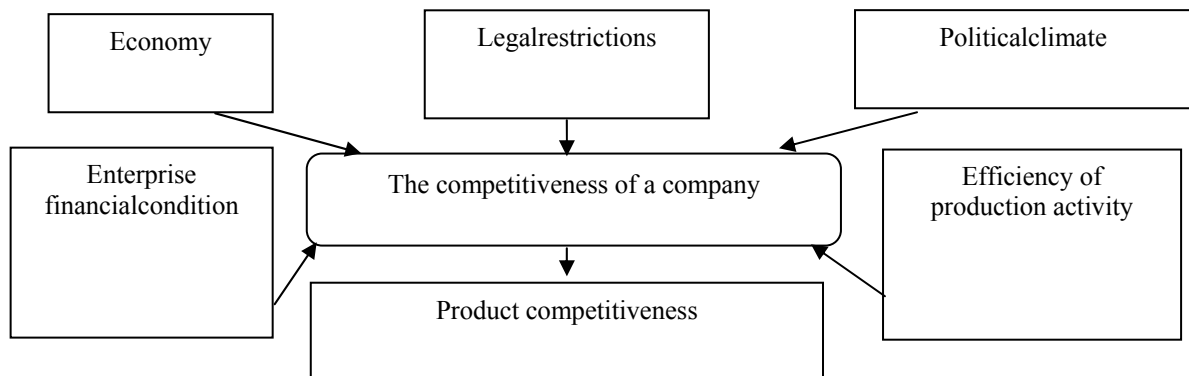 Economy
Legalrestrictions
Politicalclimate
Enterprise
financialcondition
The competitiveness of a company
Efficiency of
production activity
Product competitiveness